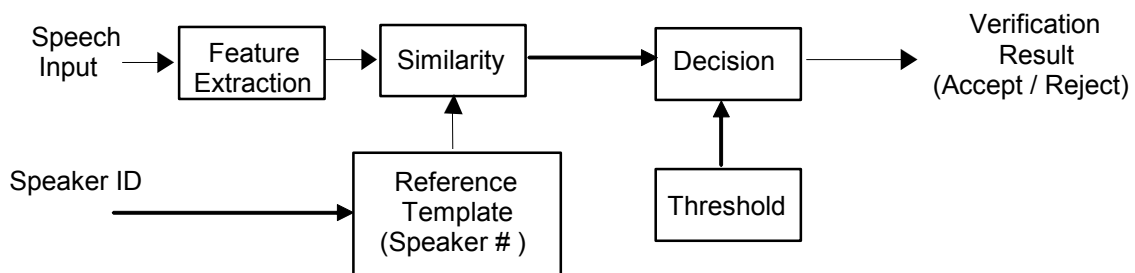 Speech
Input
Feature
Extraction
Similarity
Decision
Verification
Result
(Accept / Reject)
Speaker ID
Reference
Template
(Speaker # )
Threshold